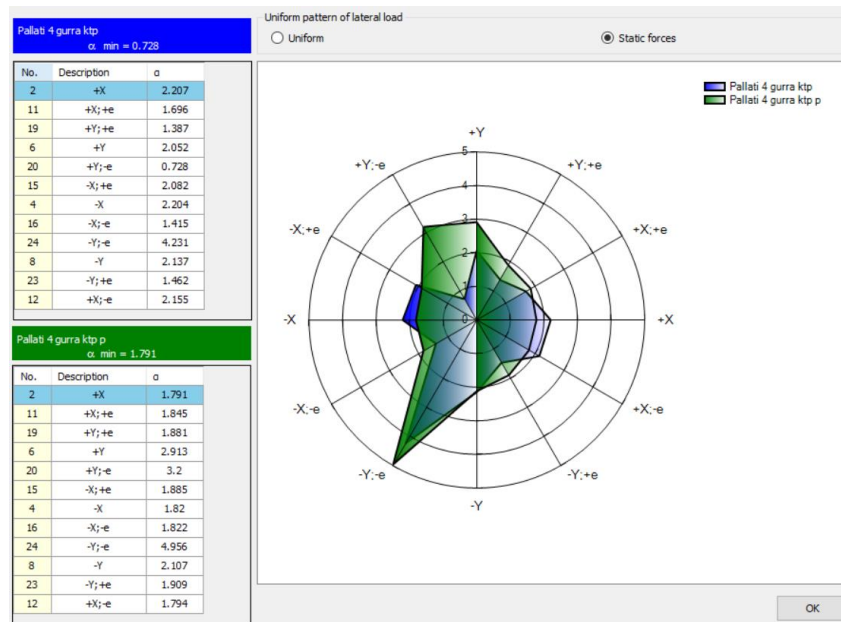 Uniform pattern of lateral load
Uniform
Static forces
Pallati 4 gurra ktp
α min = 0.728
No. Description α
2 +X 2.207
11 +X;+e 1.696
19 +Y;+e 1.387
6 +Y 2.052
20 +Y;-e 0.728
15 -X;+e 2.082
4 -X 2.204
16 -X;-e 1.415
24 -Y;-e 4.231
8 -Y 2.137
23 -Y;+e 1.462
12 +X;-e 2.155
Pallati 4 gurra ktp p
α min = 1.791
No. Description α
2 +X 1.791
11 +X;+e 1.845
19 +Y;+e 1.881
6 +Y 2.913
20 +Y;-e 3.2
15 -X;+e 1.885
4 -X 1.82
16 -X;-e 1.822
24 -Y;-e 4.956
8 -Y 2.107
23 -Y;+e 1.909
12 +X;-e 1.794
Pallati 4 gurra ktp
Pallati 4 gurra ktp p
+Y
+Y;-e
+Y;+e
-X;+e
+X;+e
-X
+X
-X;-e
+X;-e
-Y;-e
-Y;+e
-Y
5
4
3
2
1
0
OK